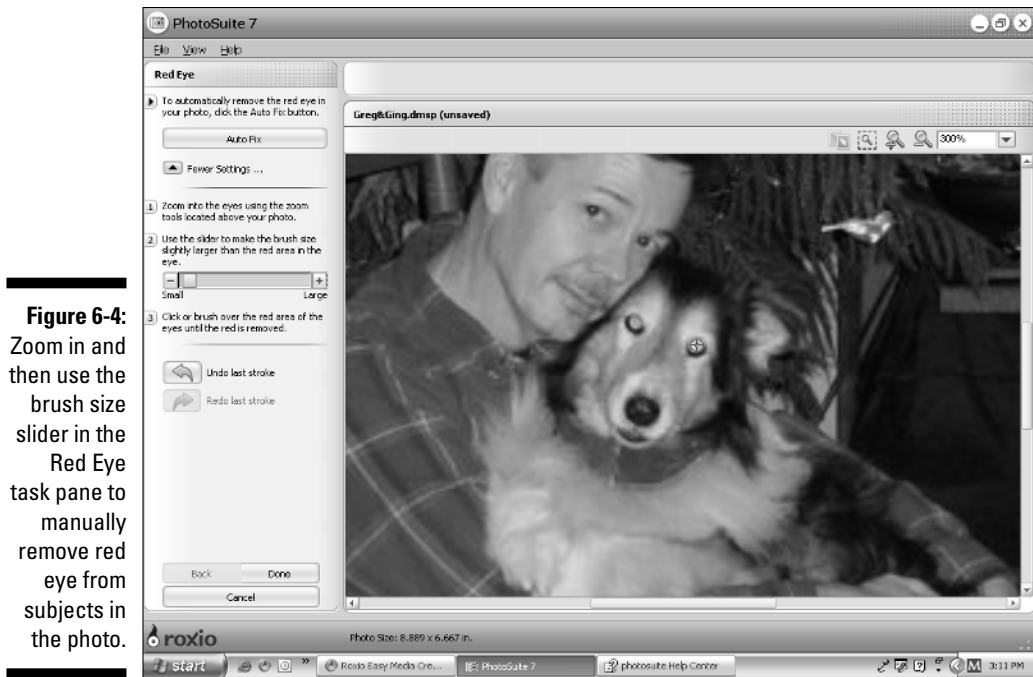 PhotoSuite 7
File View Help
Red Eye
To automatically remove the red eye in
your photo, click the Auto Fix button.
Auto Fix
Fewer Settings ...
1 Zoom into the eyes using the zoom
tools located above your photo.
2 Use the slider to make the brush size
slightly larger than the red area in the
eye.
- +
Small Large
3 Click or brush over the red area of the
eyes until the red is removed.
Undo last stroke
Redo last stroke
Back Done
Cancel
Greg&Ging.dmsp (unsaved)
300%
roxio
Photo Size: 8.889 x 6.667 in.
start
Roxio Easy Media Cre...
PhotoSuite 7
photosuite Help Center
3:11 PM
Figure 6-4:
Zoom in and
then use the
brush size
slider in the
Red Eye
task pane to
manually
remove red
eye from
subjects in
the photo.